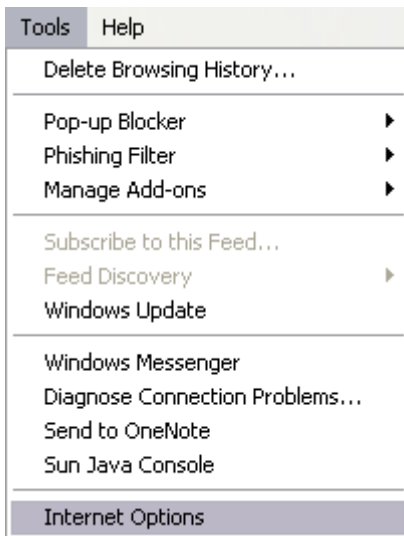 Tools Help
Delete Browsing History...
Pop-up Blocker
Phishing Filter
Manage Add-ons
Subscribe to this Feed...
Feed Discovery
Windows Update
Windows Messenger
Diagnose Connection Problems...
Send to OneNote
Sun Java Console
Internet Options